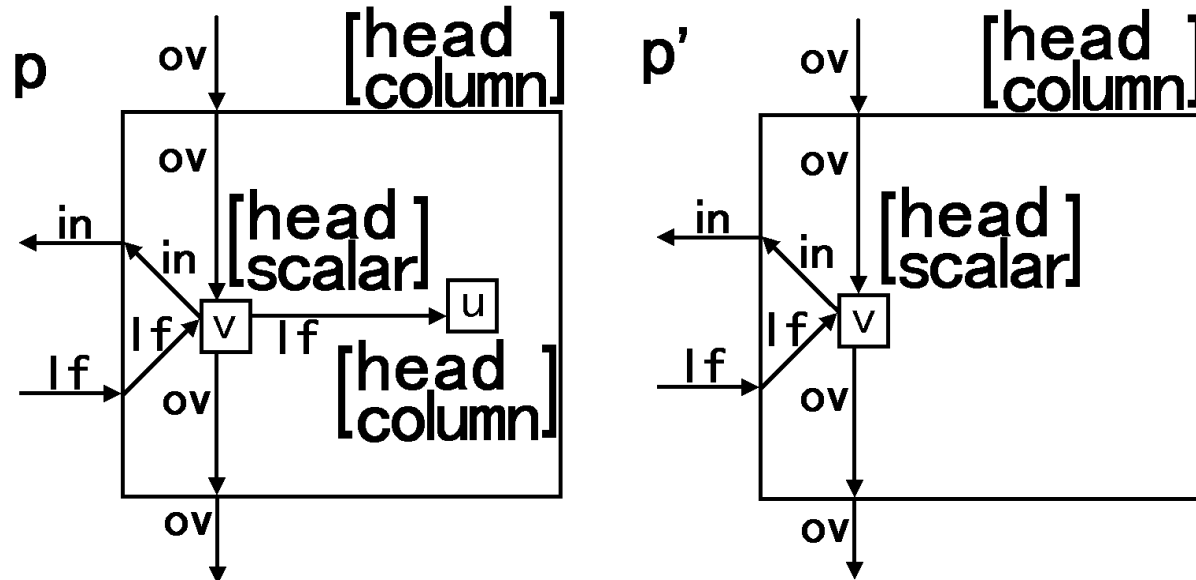 p
ov
[head
column]
ov
in
in
[head
scalar]
v
lf
u
lf
lf
[head
column]
ov
ov
p’
ov
[head
column]
ov
in
in
[head
scalar]
v
lf
lf
ov
ov